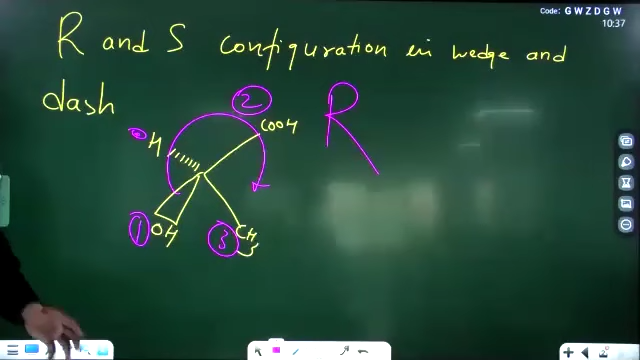 Code: GWZDGW
10:37
R and S configuration in wedge and
dash
2
R
COOH
H
1 OH
3 CH3